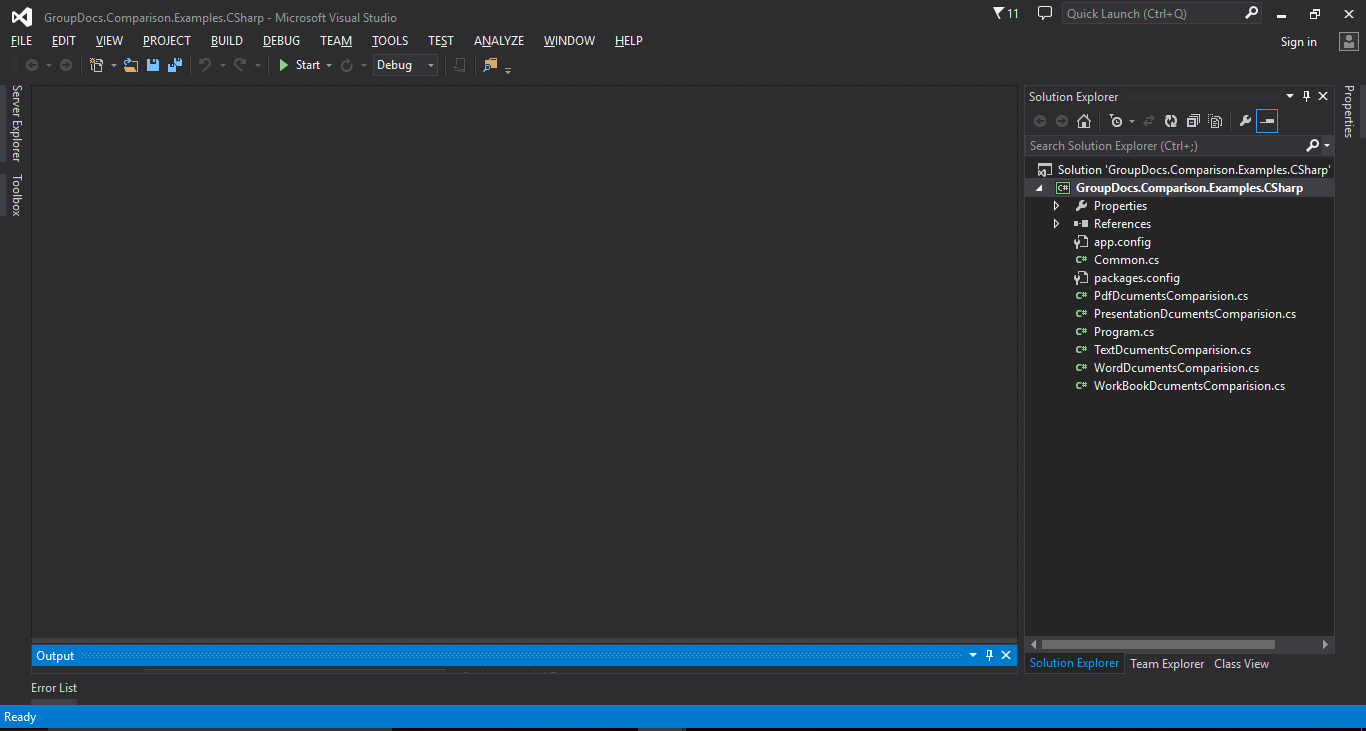 GroupDocs.Comparison.Examples.CSharp - Microsoft Visual Studio
11
Quick Launch (Ctrl+Q)
FILE EDIT VIEW PROJECT BUILD DEBUG TEAM TOOLS TEST ANALYZE WINDOW HELP
Sign in
Start
Debug
Server Explorer
Toolbox
Solution Explorer
Search Solution Explorer (Ctrl+;)
Solution 'GroupDocs.Comparison.Examples.CSharp'
C# GroupDocs.Comparison.Examples.CSharp
Properties
References
app.config
C# Common.cs
packages.config
C# PdfDcumentsComparision.cs
C# PresentationDcumentsComparision.cs
C# Program.cs
C# TextDcumentsComparision.cs
C# WordDcumentsComparision.cs
C# WorkBookDcumentsComparision.cs
Properties
Output
Solution Explorer Team Explorer Class View
Error List
Ready